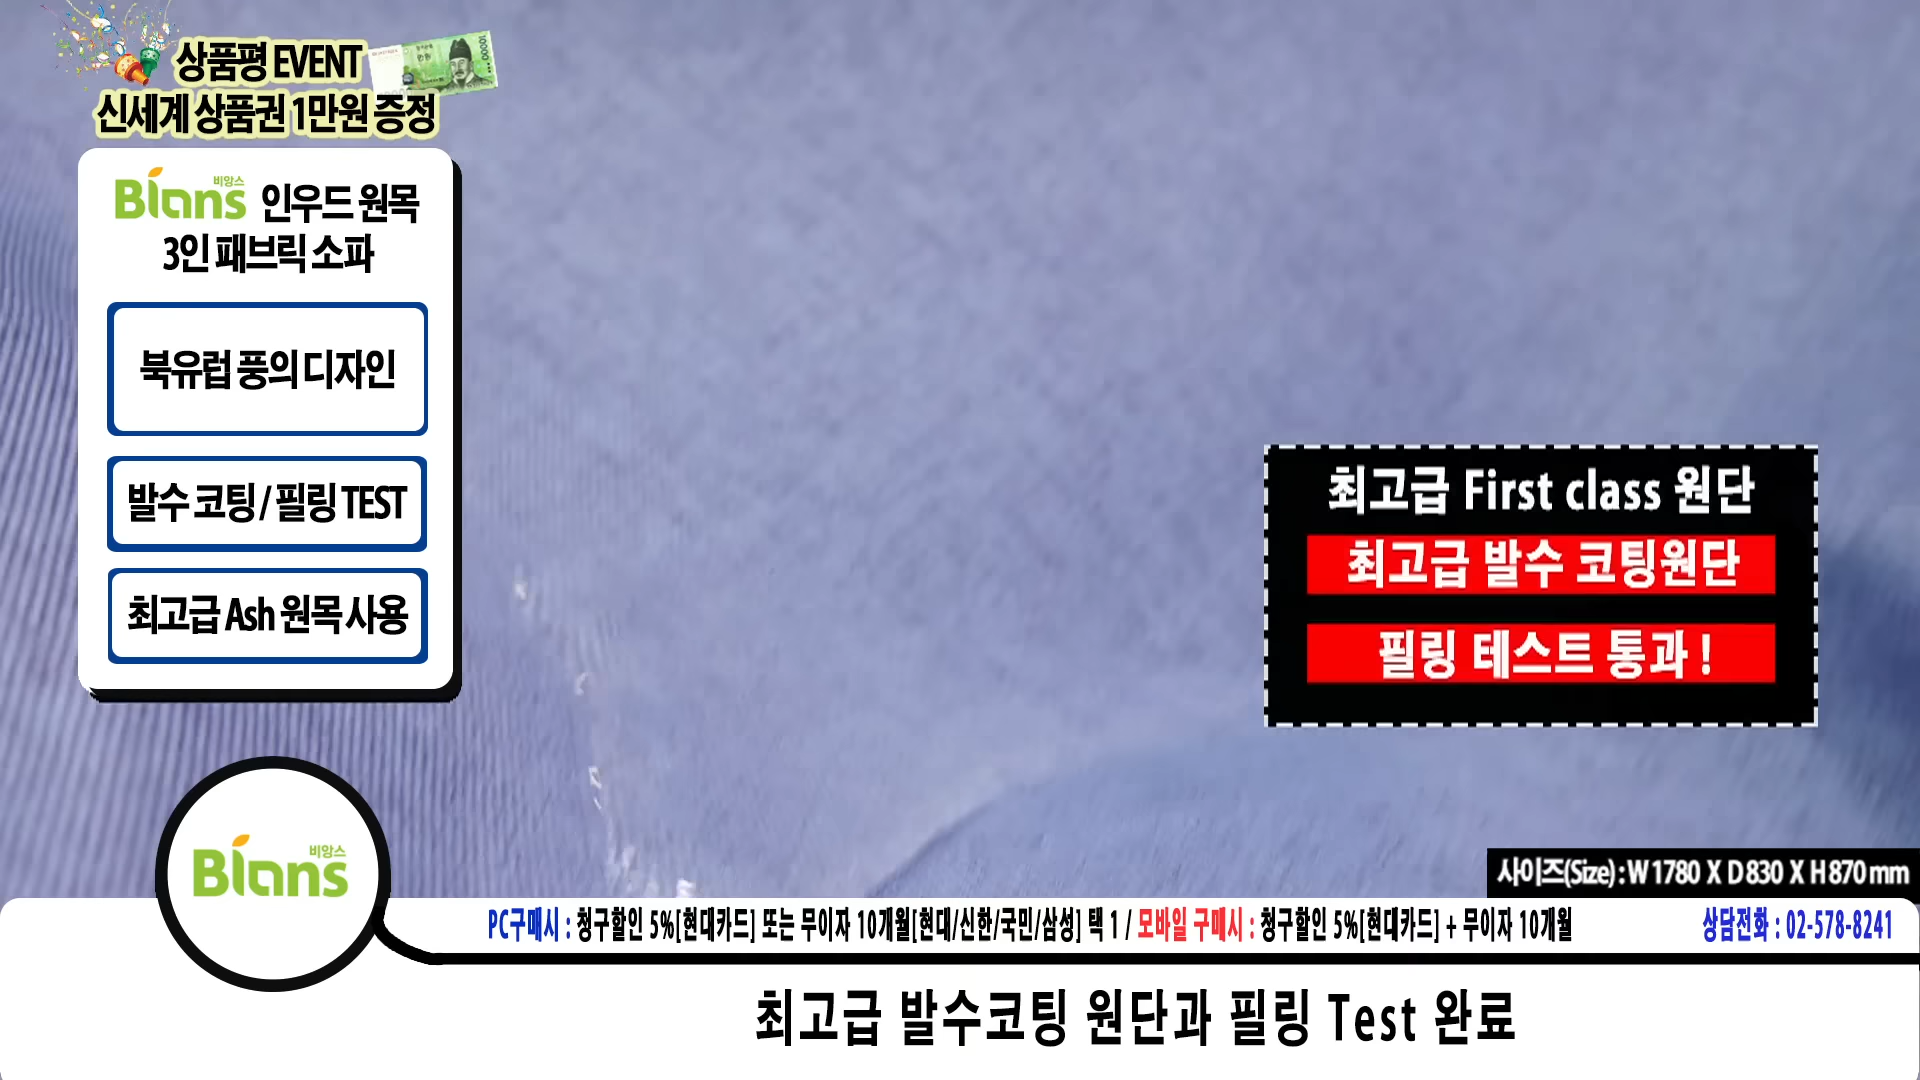 상품평 EVENT
신세계 상품권 1만원 증정
Bians 비앙스 인우드 원목
3인 패브릭 소파
북유럽 풍의 디자인
발수 코팅 / 필링 TEST
최고급 Ash 원목 사용
최고급 First class 원단
최고급 발수 코팅원단
필링 테스트 통과 !
사이즈(Size) : W 1780 X D 830 X H 870 mm
Bians 비앙스
PC구매시 : 청구할인 5%[현대카드] 또는 무이자 10개월[현대/신한/국민/삼성] 택 1 / 모바일 구매시 : 청구할인 5%[현대카드] + 무이자 10개월
상담전화 : 02-578-8241
최고급 발수코팅 원단과 필링 Test 완료